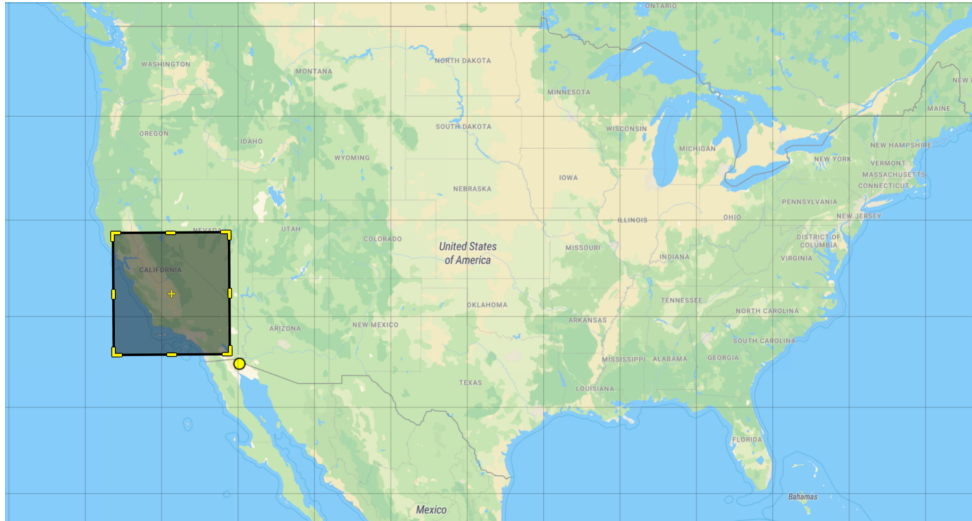 ONTARIO
WASHINGTON
MONTANA
NORTH DAKOTA
MINNESOTA
MAINE
OREGON
IDAHO
SOUTH DAKOTA
WISCONSIN
MICHIGAN
NEW HAMPSHIRE
WYOMING
NEW YORK
VERMONT
MASSACHUSETTS
CONNECTICUT
IOWA
NEBRASKA
PENNSYLVANIA
NEW JERSEY
NEVADA
UTAH
COLORADO
United States
of America
MISSOURI
ILLINOIS
INDIANA
OHIO
DISTRICT OF
COLUMBIA
VIRGINIA
CALIFORNIA
ARIZONA
NEW MEXICO
OKLAHOMA
ARKANSAS
TENNESSEE
NORTH CAROLINA
SOUTH CAROLINA
TEXAS
MISSISSIPPI
ALABAMA
GEORGIA
LOUISIANA
FLORIDA
Mexico
Bahamas